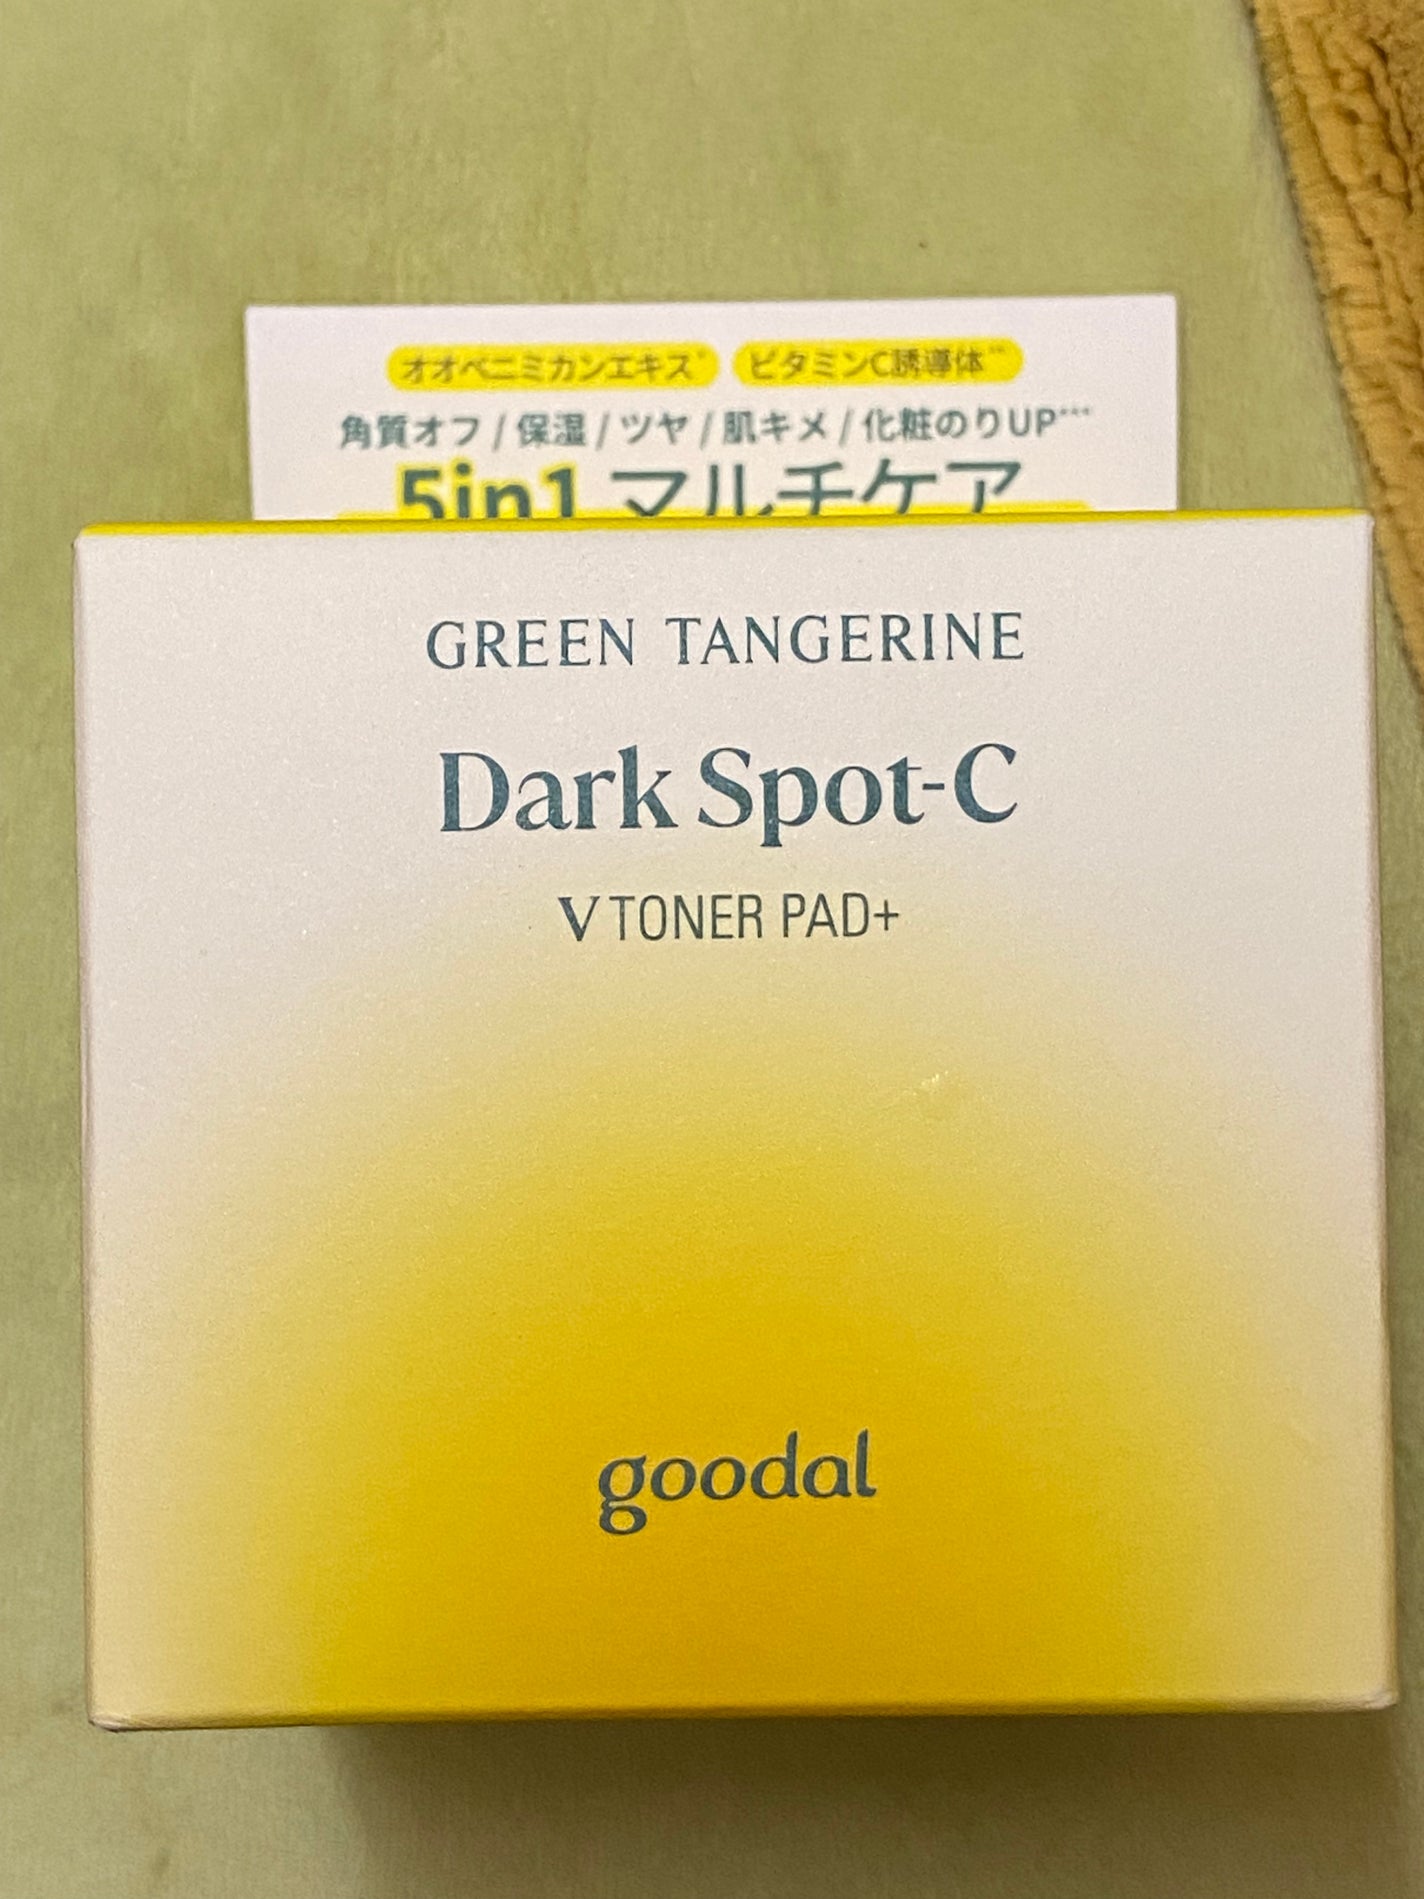 オオベニミカンエキス* ビタミンC誘導体**
角質オフ / 保湿 / ツヤ / 肌キメ / 化粧のりUP***
5in1 マルチケア
GREEN TANGERINE
Dark Spot-C
V TONER PAD+
goodal